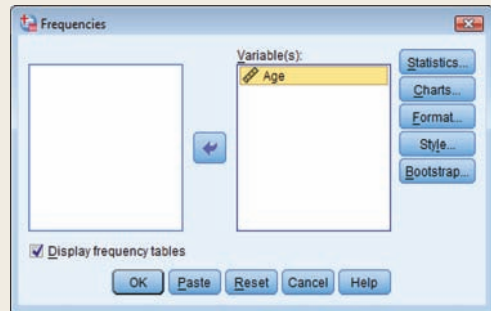 Frequencies
Variable(s):
Age
Statistics...
Charts...
Format...
Style...
Bootstrap...
Display frequency tables
OK Paste Reset Cancel Help